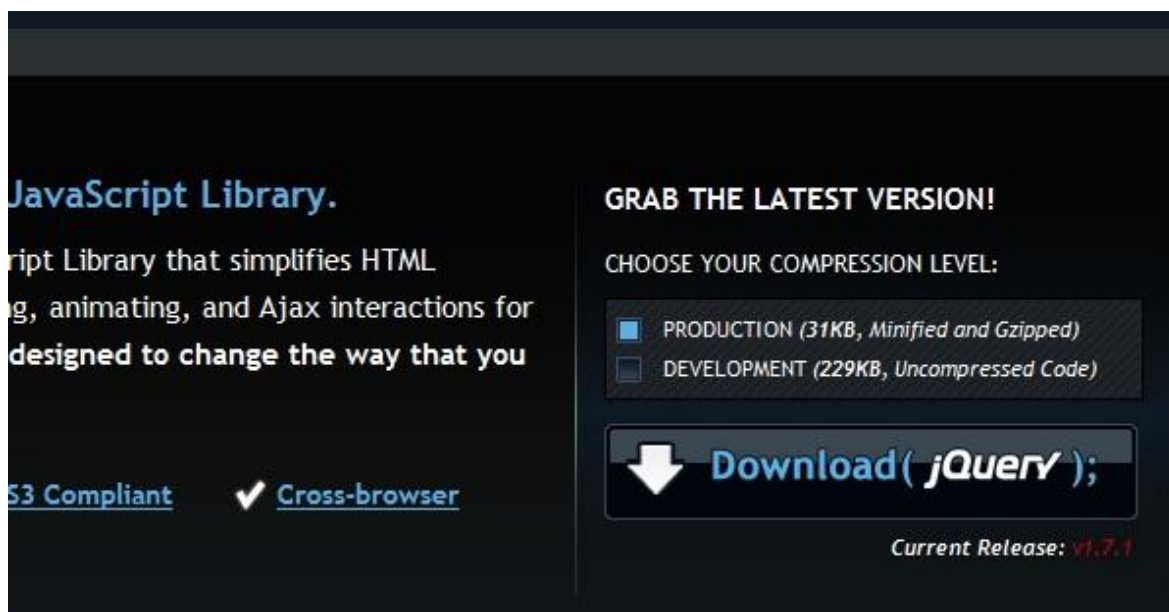 JavaScript Library.
ript Library that simplifies HTML
g, animating, and Ajax interactions for
designed to change the way that you
S3 Compliant
Cross-browser
GRAB THE LATEST VERSION!
CHOOSE YOUR COMPRESSION LEVEL:
PRODUCTION (31KB, Minified and Gzipped)
DEVELOPMENT (229KB, Uncompressed Code)
Download( jQuery );
Current Release: v1.7.1